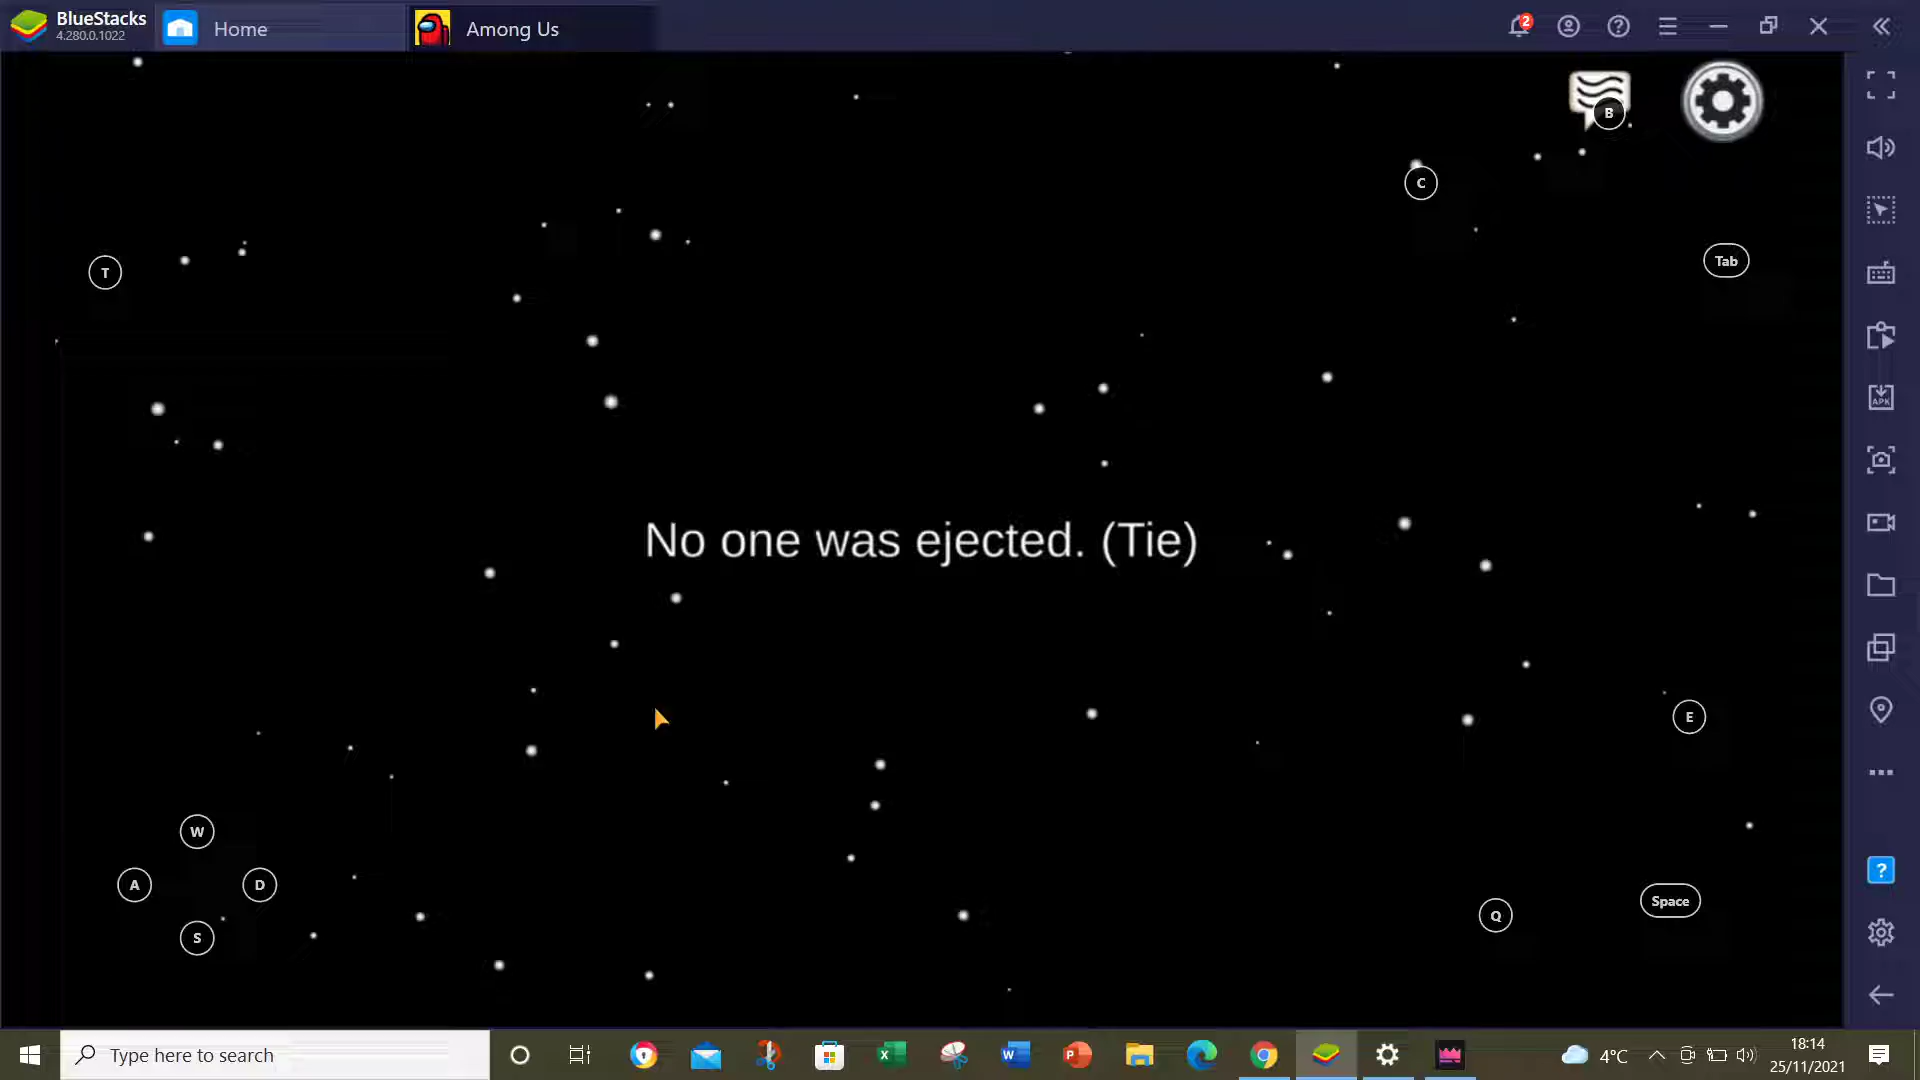 BlueStacks
4.280.0.1022
Home
Among Us
2
B
C
T
Tab
APK
No one was ejected. (Tie)
E
W
A
D
S
Q
Space
?
Type here to search
4°C
18:14
25/11/2021